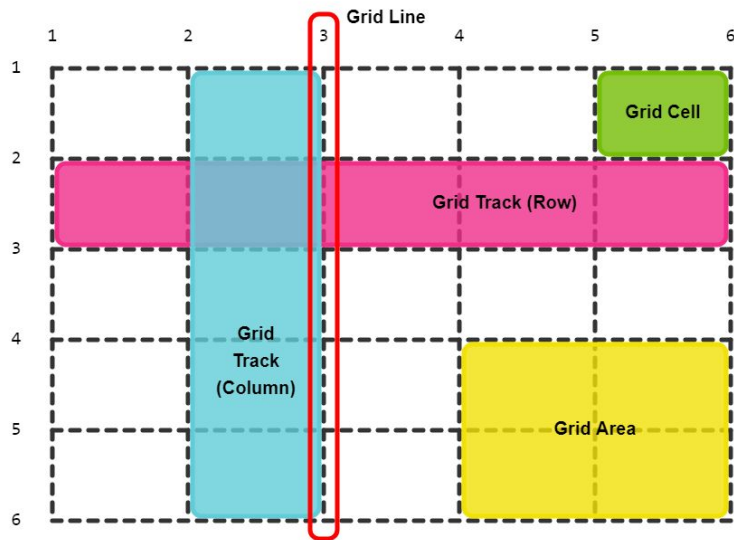 Grid Line
1 2 3 4 5 6
1
Grid Cell
2
Grid Track (Row)
3
4
Grid
Track
(Column)
5
Grid Area
6